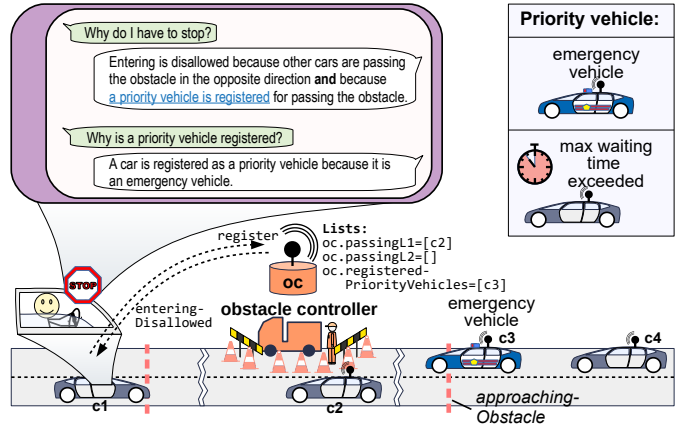 Why do I have to stop?
Entering is disallowed because other cars are passing
the obstacle in the opposite direction and because
a priority vehicle is registered for passing the obstacle.
Why is a priority vehicle registered?
A car is registered as a priority vehicle because it is
an emergency vehicle.
Priority vehicle:
emergency
vehicle
max waiting
time
exceeded
register
Lists:
oc.passingL1=[c2]
oc.passingL2=[]
oc.registered-
PriorityVehicles=[c3]
OC
STOP
entering-
Disallowed
obstacle controller
emergency
vehicle
c3
c4
c1
c2
approaching-
Obstacle